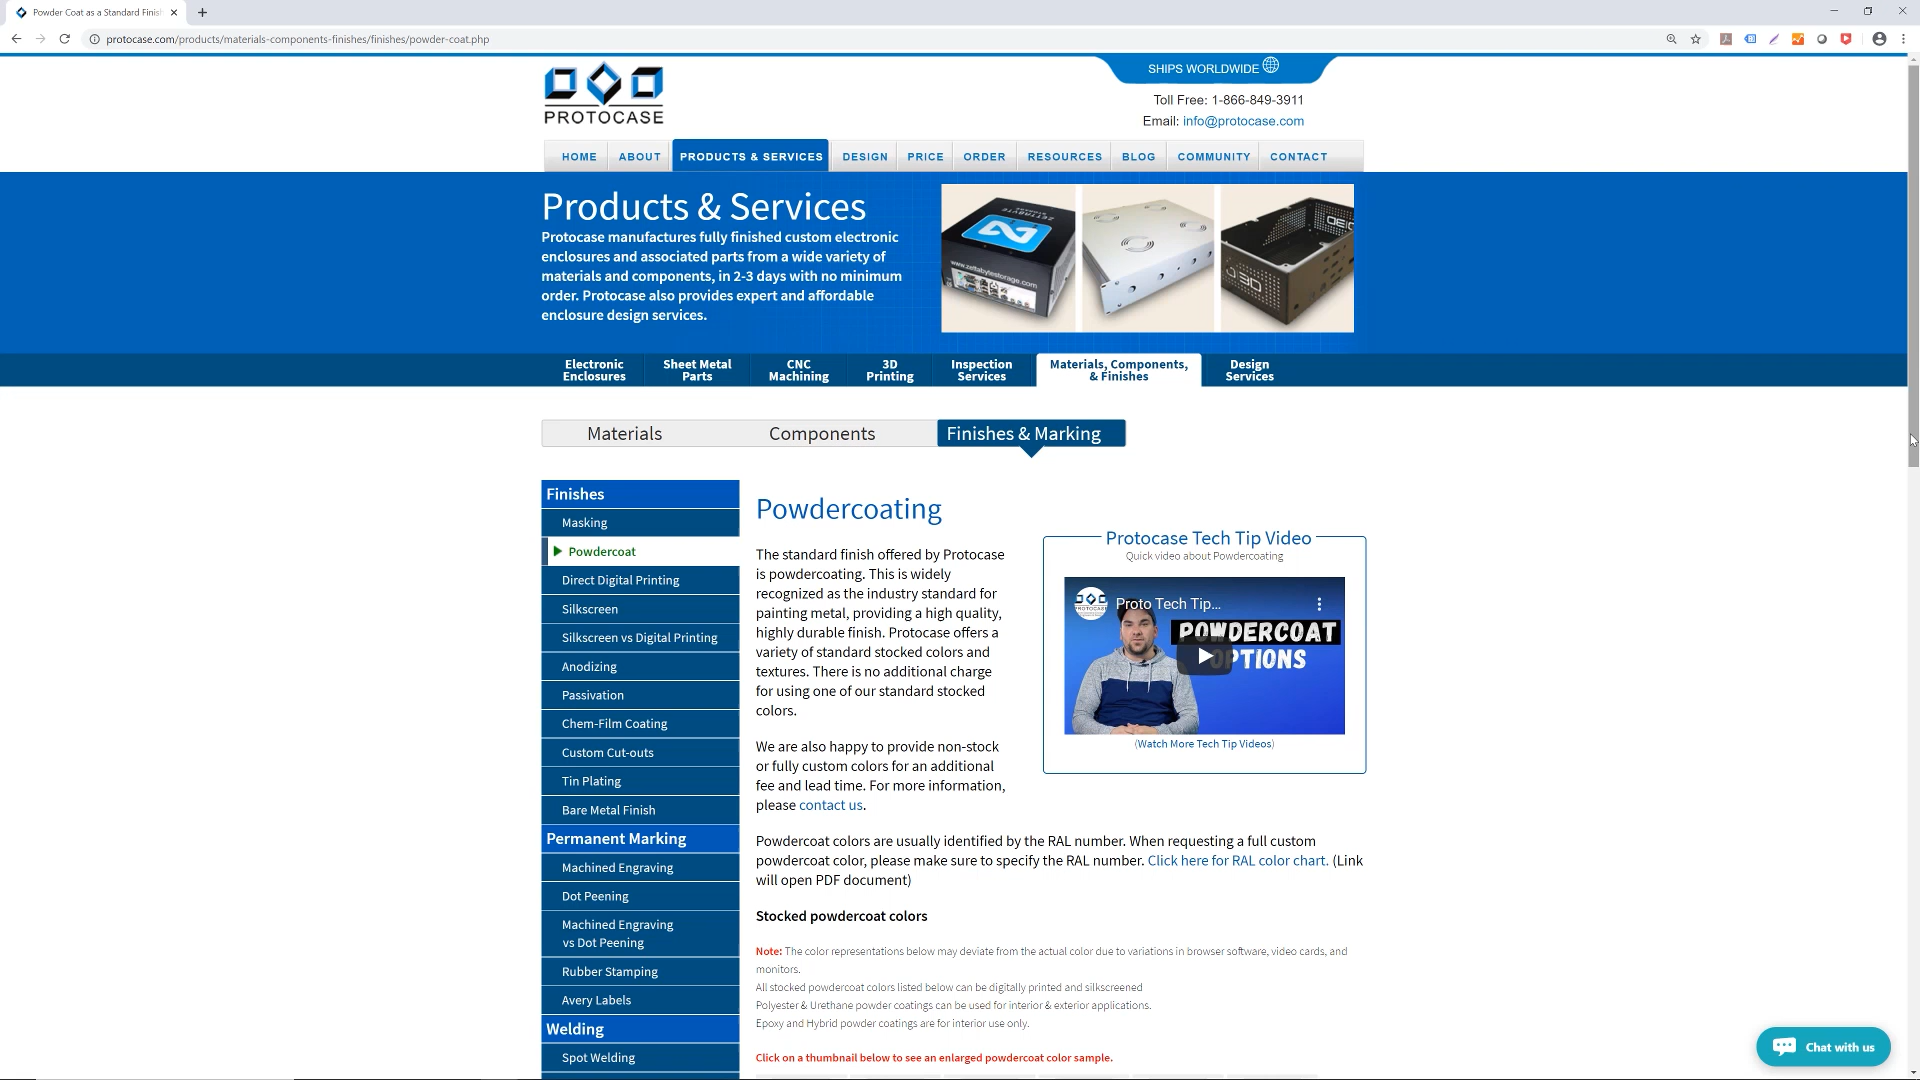 Powder Coat as a Standard Finish
protocase.com/products/materials-components-finishes/finishes/powder-coat.php
PROTOCASE
SHIPS WORLDWIDE
Toll Free: 1-866-849-3911
Email: info@protocase.com
HOME ABOUT PRODUCTS & SERVICES DESIGN PRICE ORDER RESOURCES BLOG COMMUNITY CONTACT
Products & Services
Protocase manufactures fully finished custom electronic
enclosures and associated parts from a wide variety of
materials and components, in 2-3 days with no minimum
order. Protocase also provides expert and affordable
enclosure design services.
ZETTABYTE
www.zettabytestorage.com
Electronic Enclosures
Sheet Metal Parts
CNC Machining
3D Printing
Inspection Services
Materials, Components, & Finishes
Design Services
Materials Components Finishes & Marking
Finishes
Masking
Powdercoat
Direct Digital Printing
Silkscreen
Silkscreen vs Digital Printing
Anodizing
Passivation
Chem-Film Coating
Custom Cut-outs
Tin Plating
Bare Metal Finish
Permanent Marking
Machined Engraving
Dot Peening
Machined Engraving
vs Dot Peening
Rubber Stamping
Avery Labels
Welding
Spot Welding
Powdercoating
The standard finish offered by Protocase
is powdercoating. This is widely
recognized as the industry standard for
painting metal, providing a high quality,
highly durable finish. Protocase offers a
variety of standard stocked colors and
textures. There is no additional charge
for using one of our standard stocked
colors.
We are also happy to provide non-stock
or fully custom colors for an additional
fee and lead time. For more information,
please contact us.
Protocase Tech Tip Video
Quick video about Powdercoating
PROTOCASE
Proto Tech Tip...
POWDERCOAT
OPTIONS
(Watch More Tech Tip Videos)
Powdercoat colors are usually identified by the RAL number. When requesting a full custom
powdercoat color, please make sure to specify the RAL number. Click here for RAL color chart. (Link
will open PDF document)
Stocked powdercoat colors
Note: The color representations below may deviate from the actual color due to variations in browser software, video cards, and
monitors.
All stocked powdercoat colors listed below can be digitally printed and silkscreened
Polyester & Urethane powder coatings can be used for interior & exterior applications.
Epoxy and Hybrid powder coatings are for interior use only.
Click on a thumbnail below to see an enlarged powdercoat color sample.
Chat with us